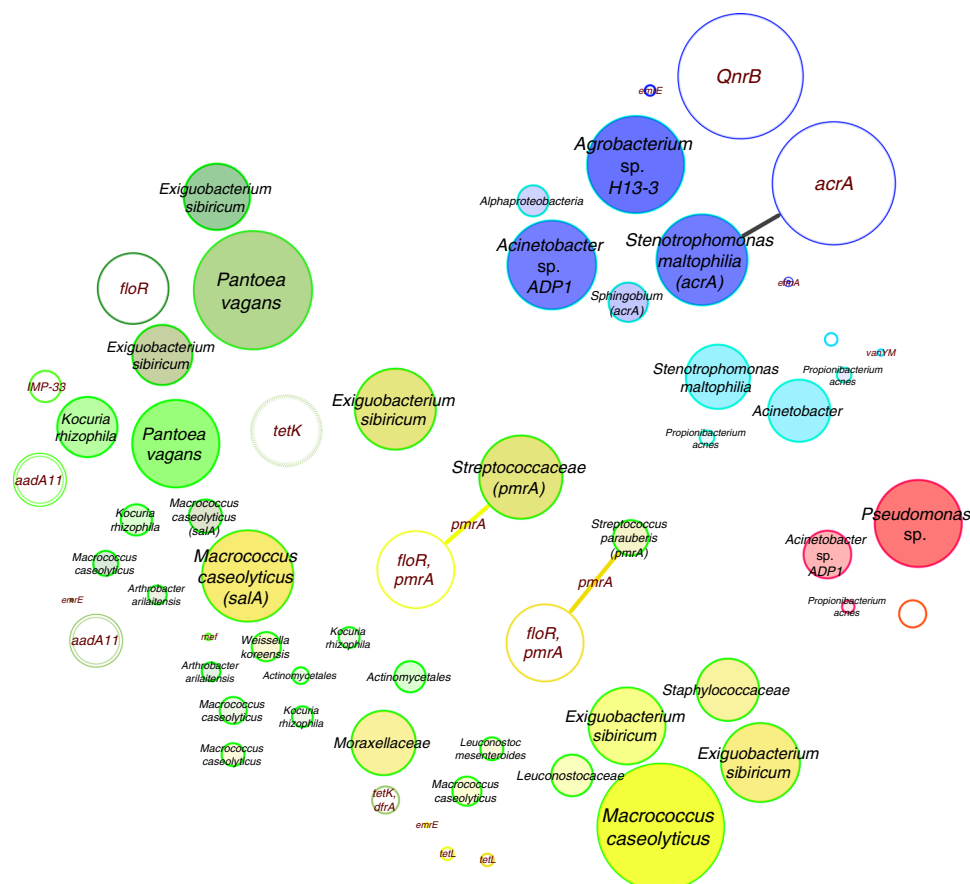 QnrB
emrE
Agrobacterium
sp.
H13-3
acrA
Exiguobacterium
sibiricum
Alphaproteobacteria
Acinetobacter
sp.
ADP1
Stenotrophomonas
maltophilia
(acrA)
Pantoea
vagans
floR
Sphingobium
(acrA)
Exiguobacterium
sibiricum
vanYM
Stenotrophomonas
maltophilia
Propionibacterium
acnes
IMP-33
Exiguobacterium
sibiricum
Acinetobacter
Kocuria
rhizophila
Pantoea
vagans
tetK
Propionibacterium
acnes
Streptococcaceae
(pmrA)
aadA11
Macrococcus
caseolyticus
(salA)
Kocuria
rhizophila
pmrA
Streptococcus
parauberis
(pmrA)
Pseudomonas
sp.
Macrococcus
caseolyticus
Macrococcus
caseolyticus
(salA)
floR,
pmrA
Acinetobacter
sp.
ADP1
pmrA
Arthrobacter
arilaitensis
emrE
Propionibacterium
acnes
aadA11
mef
Weissella
koreensis
Kocuria
rhizophila
floR,
pmrA
Arthrobacter
arilaitensis
Actinomycetales
Actinomycetales
Staphylococcaceae
Macrococcus
caseolyticus
Kocuria
rhizophila
Exiguobacterium
sibiricum
Moraxellaceae
Leuconostoc
mesenteroides
Macrococcus
caseolyticus
Exiguobacterium
sibiricum
Leuconostocaceae
Macrococcus
caseolyticus
tetK,
dfrA
Macrococcus
caseolyticus
emrE
tetL
tetL